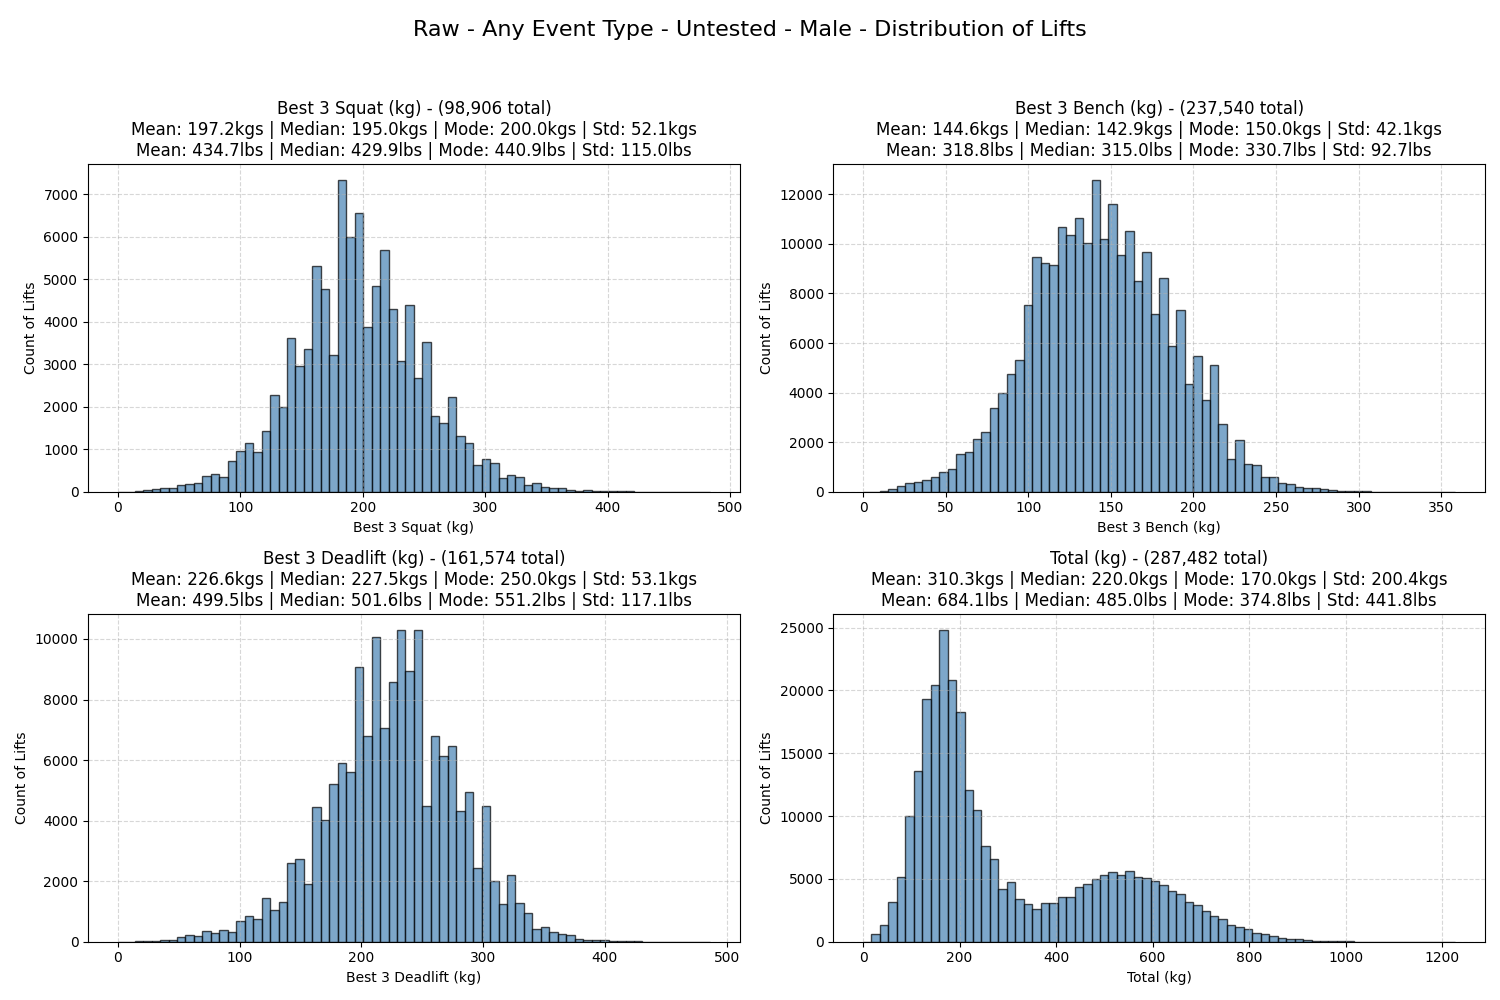 Raw - Any Event Type - Untested - Male - Distribution of Lifts
Best 3 Squat (kg) - (98,906 total)
Mean: 197.2kgs | Median: 195.0kgs | Mode: 200.0kgs | Std: 52.1kgs
Mean: 434.7lbs | Median: 429.9lbs | Mode: 440.9lbs | Std: 115.0lbs
7000
6000
5000
4000
3000
2000
1000
0
Count of Lifts
0 100 200 300 400 500
Best 3 Squat (kg)
Best 3 Bench (kg) - (237,540 total)
Mean: 144.6kgs | Median: 142.9kgs | Mode: 150.0kgs | Std: 42.1kgs
Mean: 318.8lbs | Median: 315.0lbs | Mode: 330.7lbs | Std: 92.7lbs
12000
10000
8000
6000
4000
2000
0
Count of Lifts
0 50 100 150 200 250 300 350
Best 3 Bench (kg)
Best 3 Deadlift (kg) - (161,574 total)
Mean: 226.6kgs | Median: 227.5kgs | Mode: 250.0kgs | Std: 53.1kgs
Mean: 499.5lbs | Median: 501.6lbs | Mode: 551.2lbs | Std: 117.1lbs
10000
8000
6000
4000
2000
0
Count of Lifts
0 100 200 300 400 500
Best 3 Deadlift (kg)
Total (kg) - (287,482 total)
Mean: 310.3kgs | Median: 220.0kgs | Mode: 170.0kgs | Std: 200.4kgs
Mean: 684.1lbs | Median: 485.0lbs | Mode: 374.8lbs | Std: 441.8lbs
25000
20000
15000
10000
5000
0
Count of Lifts
0 200 400 600 800 1000 1200
Total (kg)